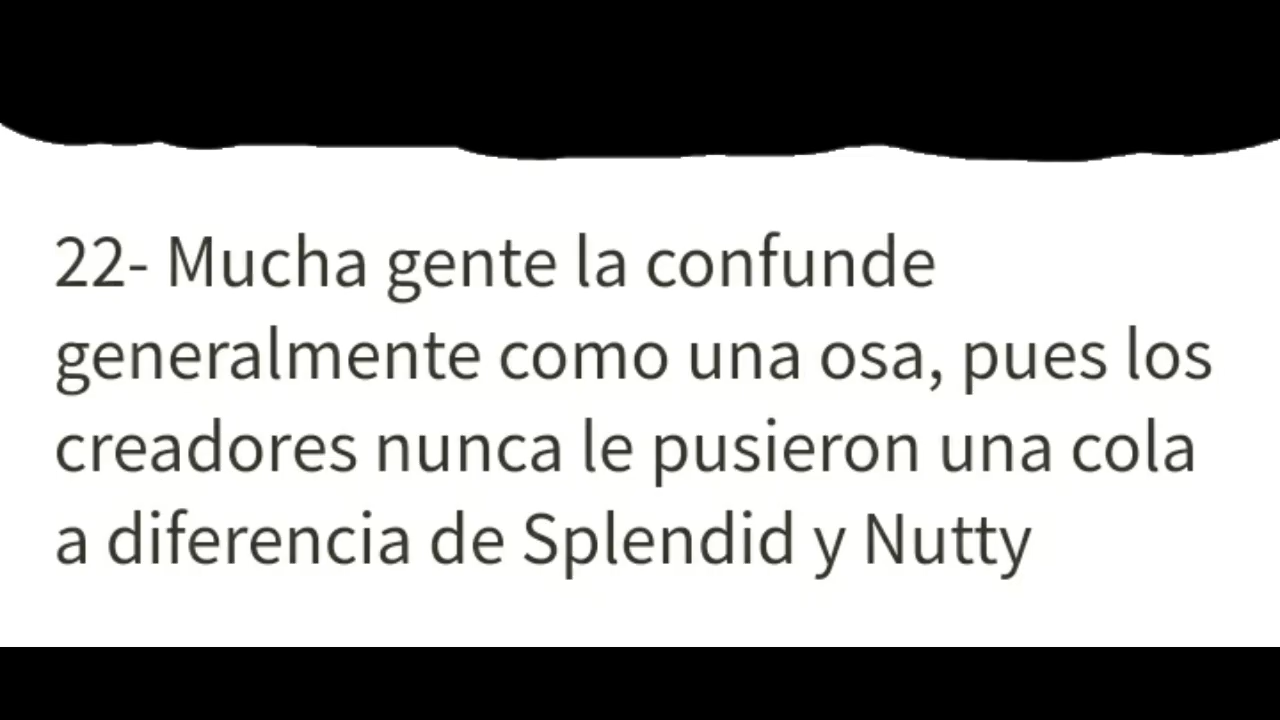 22- Mucha gente la confunde
generalmente como una osa, pues los
creadores nunca le pusieron una cola
a diferencia de Splendid y Nutty